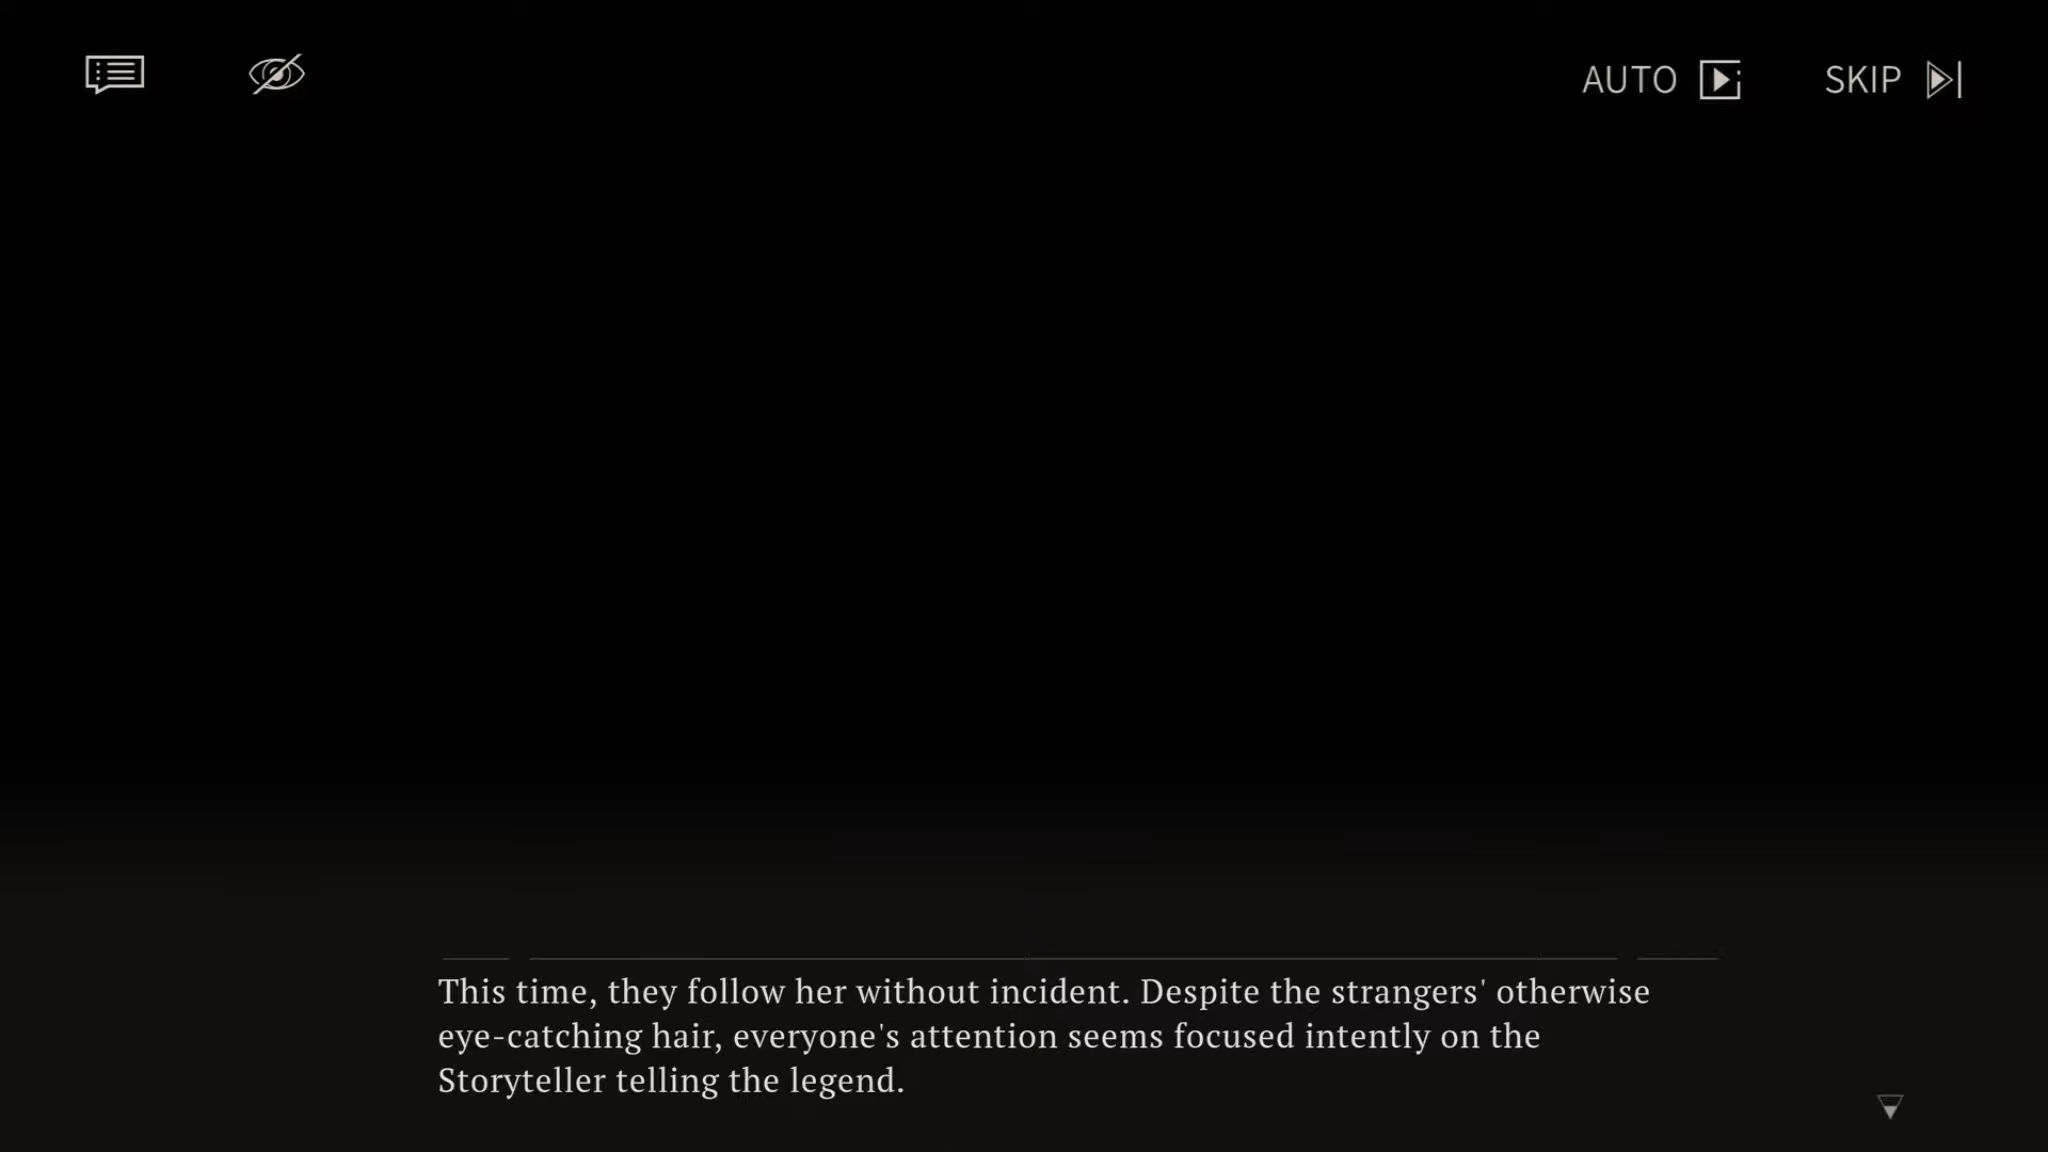 AUTO
SKIP
This time, they follow her without incident. Despite the strangers' otherwise
eye-catching hair, everyone's attention seems focused intently on the
Storyteller telling the legend.